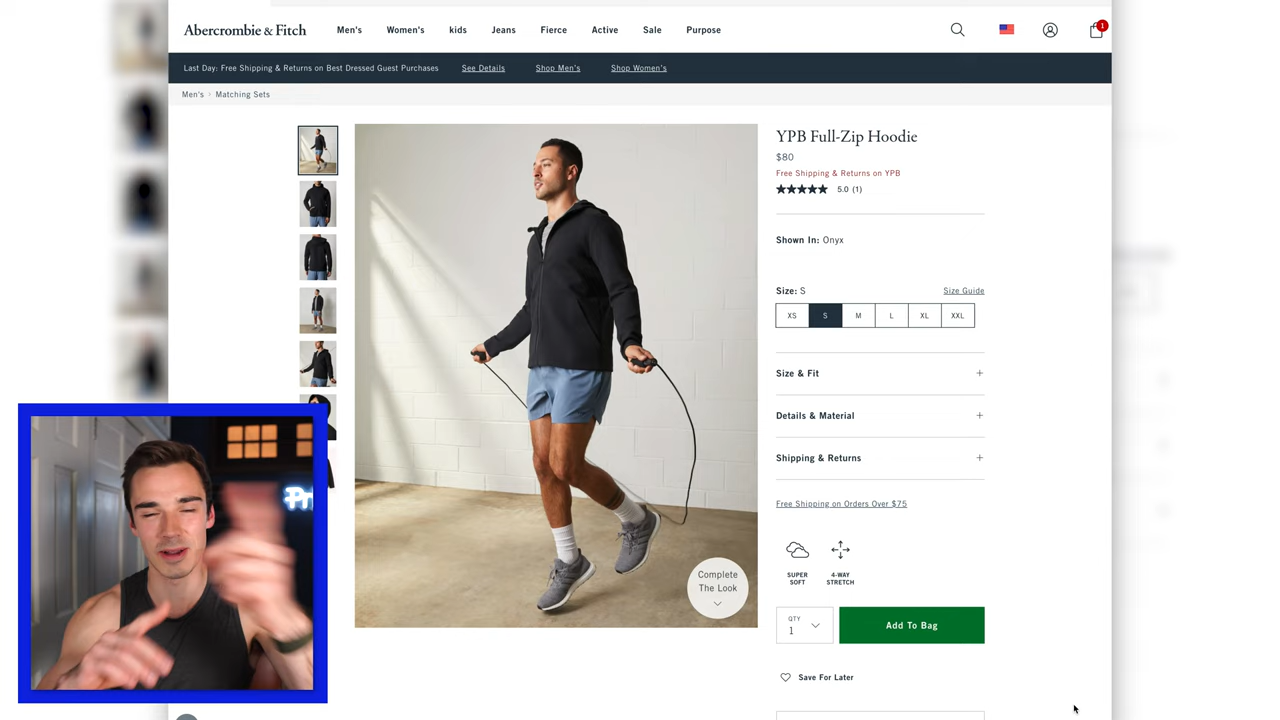 Abercrombie & Fitch
Men's
Women's
kids
Jeans
Fierce
Active
Sale
Purpose
1
Last Day: Free Shipping & Returns on Best Dressed Guest Purchases
See Details
Shop Men's
Shop Women's
Men's › Matching Sets
YPB Full-Zip Hoodie
$80
Free Shipping & Returns on YPB
5.0 (1)
Shown In: Onyx
Size: S
Size Guide
XS
S
M
L
XL
XXL
Size & Fit
Details & Material
Shipping & Returns
Free Shipping on Orders Over $75
SUPER
SOFT
4-WAY
STRETCH
Complete
The Look
QTY
1
Add To Bag
Save For Later